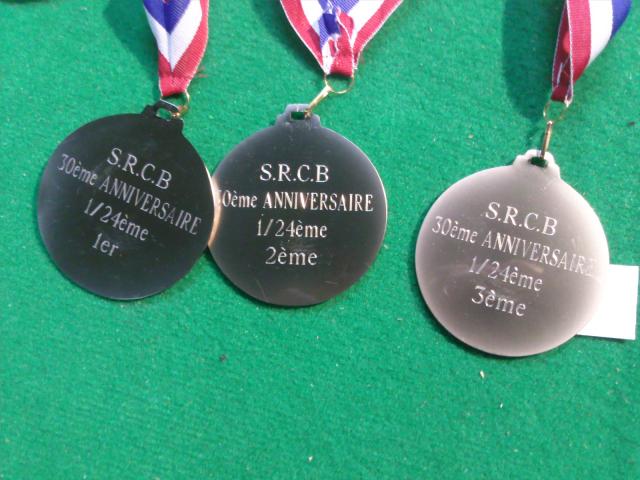 S.R.C.B
30ème ANNIVERSAIRE
1/24ème
1er
S.R.C.B
0ème ANNIVERSAIRE
1/24ème
2ème
S.R.C.B
30ème ANNIVERSAIRE
1/24ème
3ème